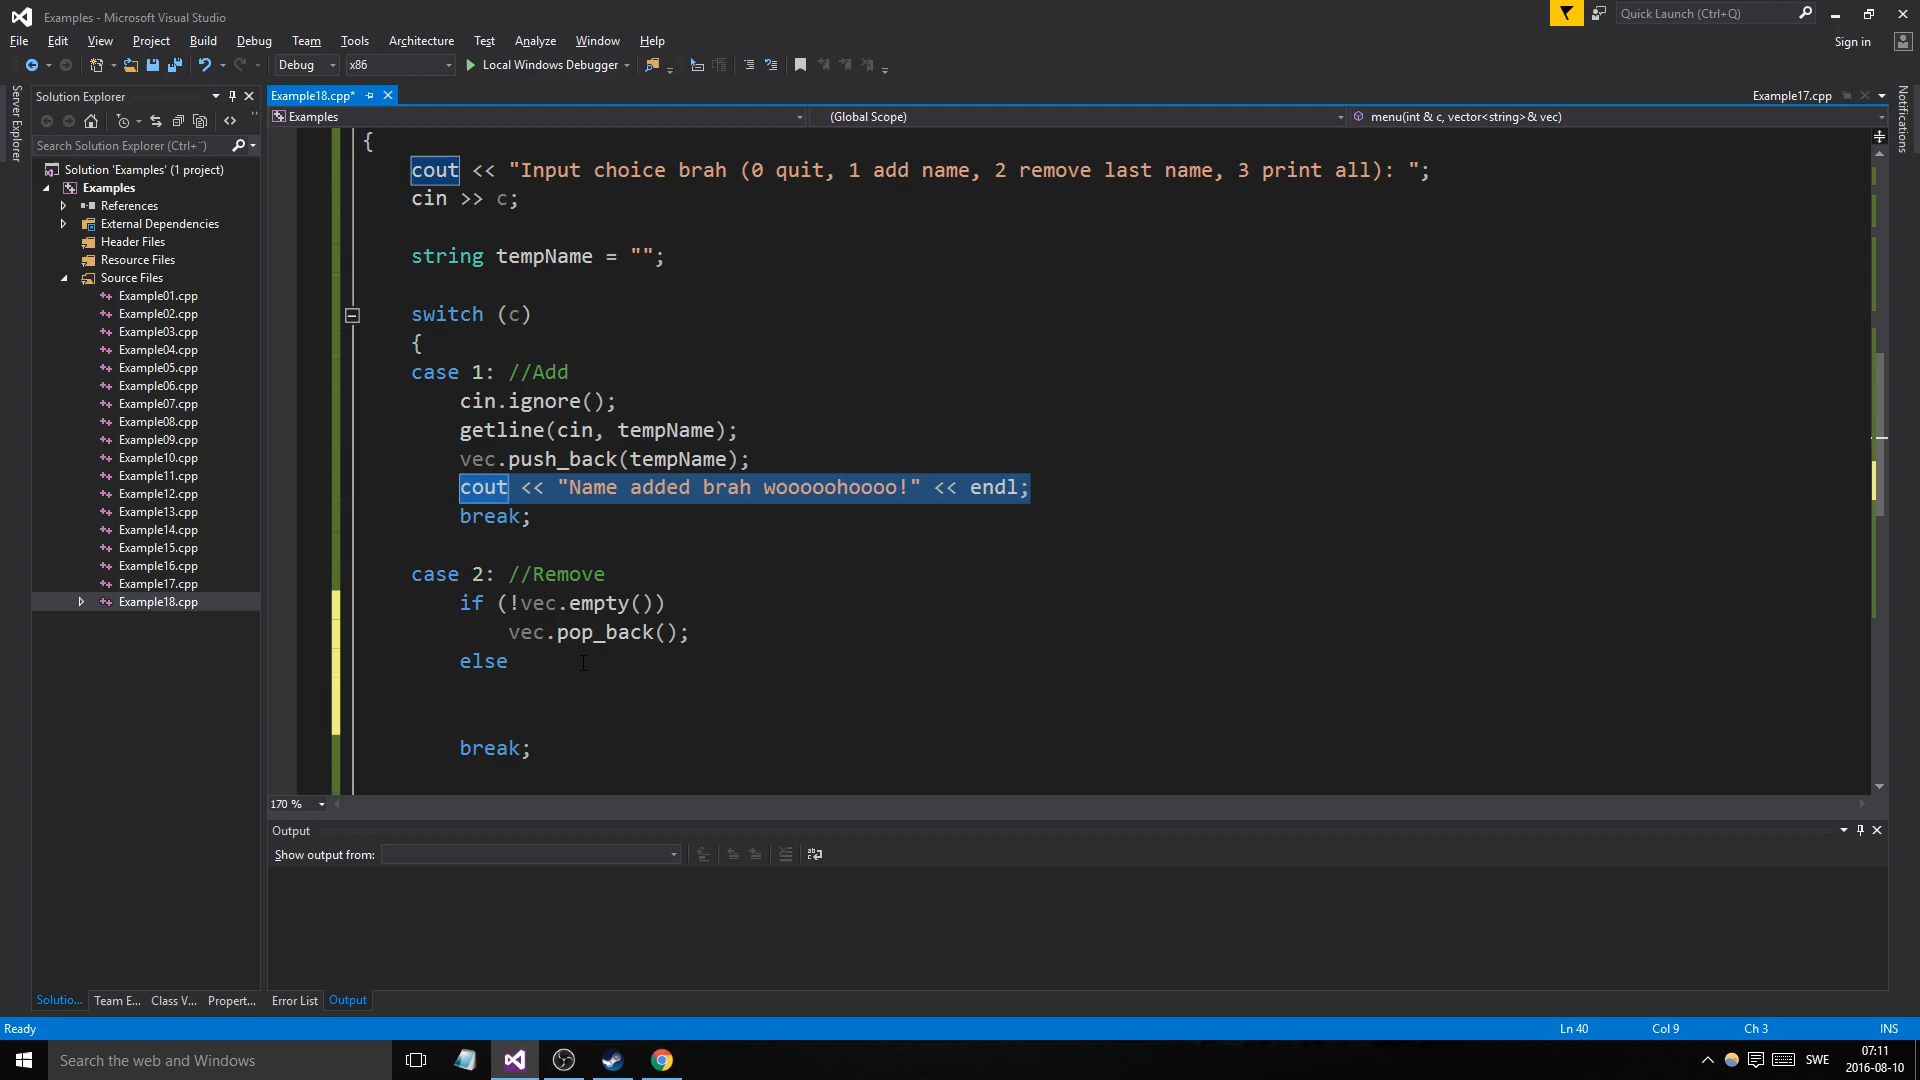 Examples - Microsoft Visual Studio
Quick Launch (Ctrl+Q)
File Edit View Project Build Debug Team Tools Architecture Test Analyze Window Help
Sign in
Debug x86 Local Windows Debugger
Server Explorer
Solution Explorer
Search Solution Explorer (Ctrl+¨)
Solution 'Examples' (1 project)
Examples
References
External Dependencies
Header Files
Resource Files
Source Files
Example01.cpp
Example02.cpp
Example03.cpp
Example04.cpp
Example05.cpp
Example06.cpp
Example07.cpp
Example08.cpp
Example09.cpp
Example10.cpp
Example11.cpp
Example12.cpp
Example13.cpp
Example14.cpp
Example15.cpp
Example16.cpp
Example17.cpp
Example18.cpp
Solutio... Team E... Class V... Propert...
Example18.cpp*
Example17.cpp
Examples (Global Scope) menu(int & c, vector<string>& vec)
{
cout << "Input choice brah (0 quit, 1 add name, 2 remove last name, 3 print all): ";
cin >> c;
string tempName = "";
switch (c)
{
case 1: //Add
cin.ignore();
getline(cin, tempName);
vec.push_back(tempName);
cout << "Name added brah wooooohoooo!" << endl;
break;
case 2: //Remove
if (!vec.empty())
vec.pop_back();
else
break;
170 %
Output
Show output from:
Error List Output
Notifications
Ready Ln 40 Col 9 Ch 3 INS
Search the web and Windows
SWE
07:11
2016-08-10